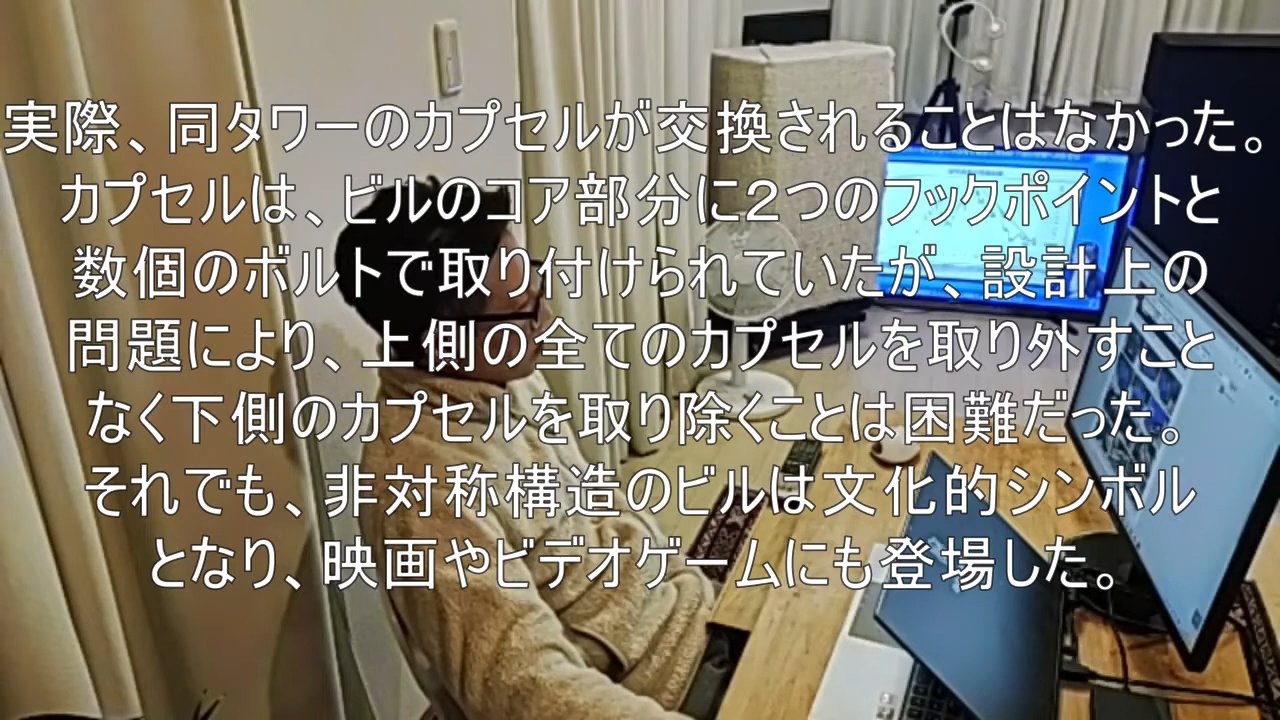 実際、同タワーのカプセルが交換されることはなかった。
カプセルは、ビルのコア部分に２つのフックポイントと
数個のボルトで取り付けられていたが、設計上の
問題により、上側の全てのカプセルを取り外すこと
なく下側のカプセルを取り除くことは困難だった。
それでも、非対称構造のビルは文化的シンボル
となり、映画やビデオゲームにも登場した。